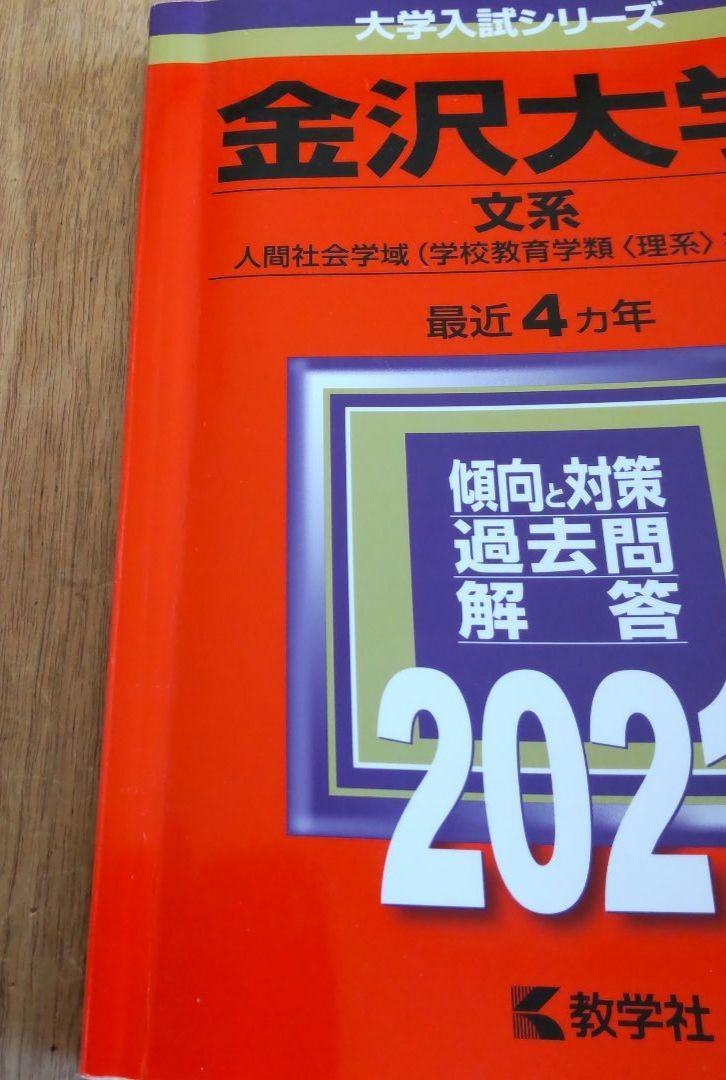 大学入試シリーズ
金沢大学
文系
人間社会学域(学校教育学類〈理系〉
最近4カ年
傾向と対策
過去問
解答
2021
教学社